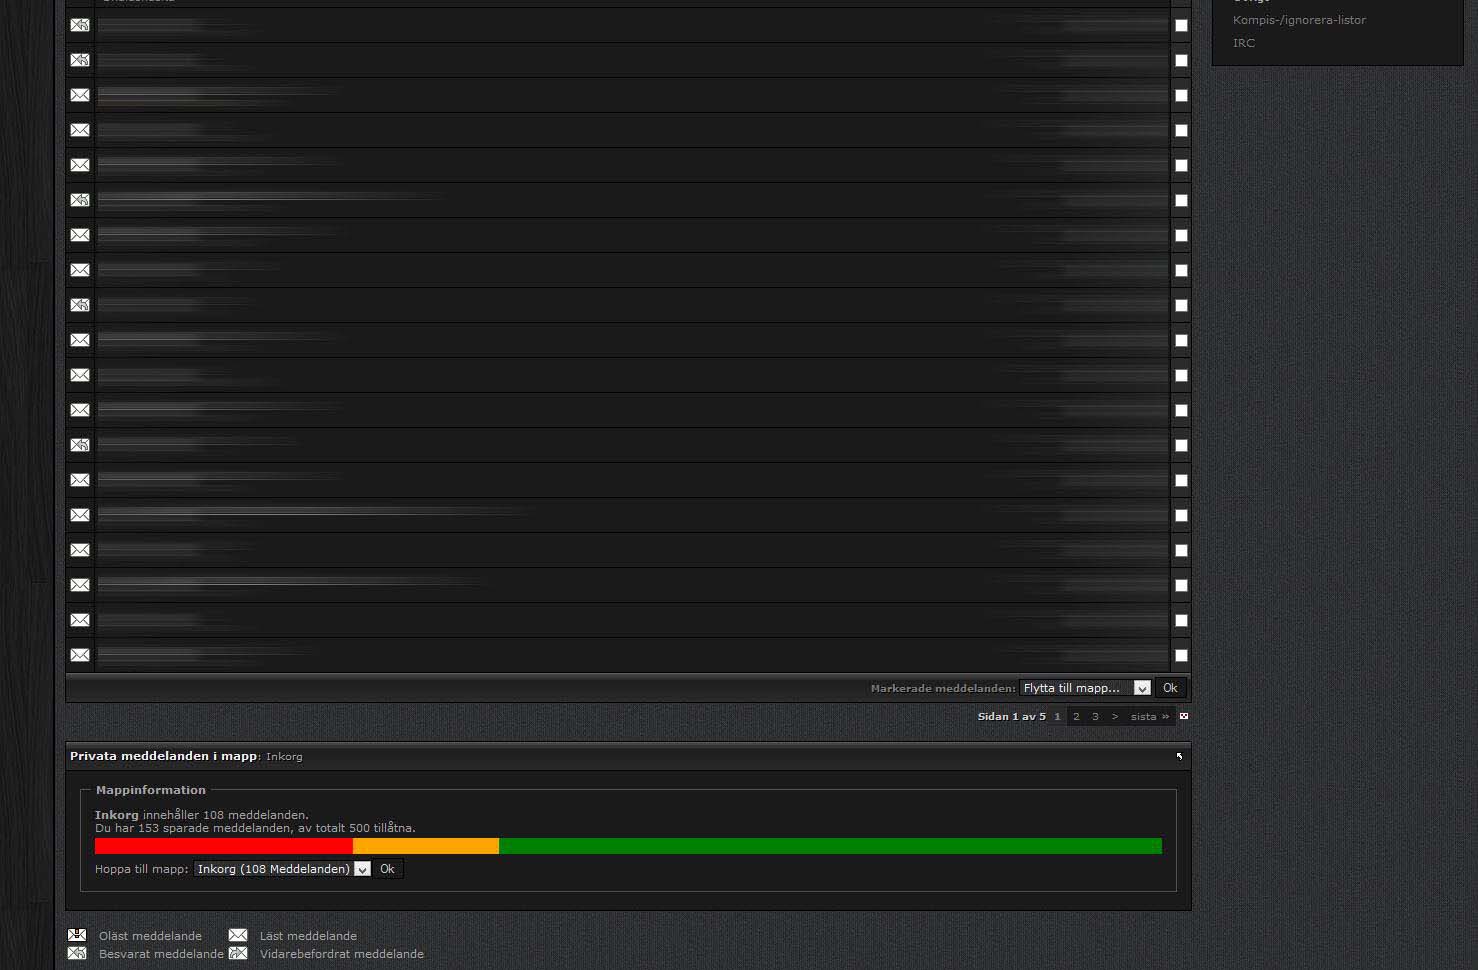 Övrigt
Kompis-/ignorera-listor
IRC
Markerade meddelanden: Flytta till mapp... Ok
Sidan 1 av 5 1 2 3 > sista »
Privata meddelanden i mapp: Inkorg
Mappinformation
Inkorg innehåller 108 meddelanden.
Du har 153 sparade meddelanden, av totalt 500 tillåtna.
Hoppa till mapp: Inkorg (108 Meddelanden) Ok
Oläst meddelande Läst meddelande
Besvarat meddelande Vidarebefordrat meddelande